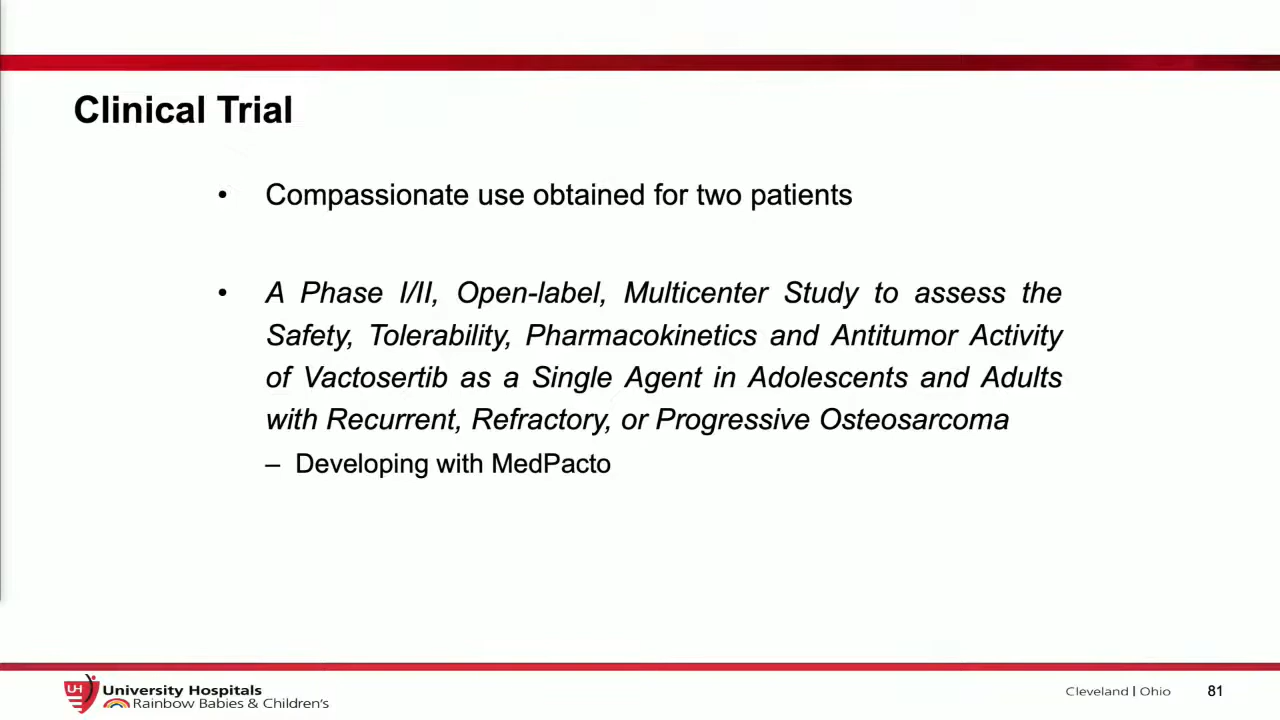 Clinical Trial
• Compassionate use obtained for two patients
• A Phase I/II, Open-label, Multicenter Study to assess the
Safety, Tolerability, Pharmacokinetics and Antitumor Activity
of Vactosertib as a Single Agent in Adolescents and Adults
with Recurrent, Refractory, or Progressive Osteosarcoma
– Developing with MedPacto
UH
University Hospitals
Rainbow Babies & Children's
Cleveland | Ohio
81